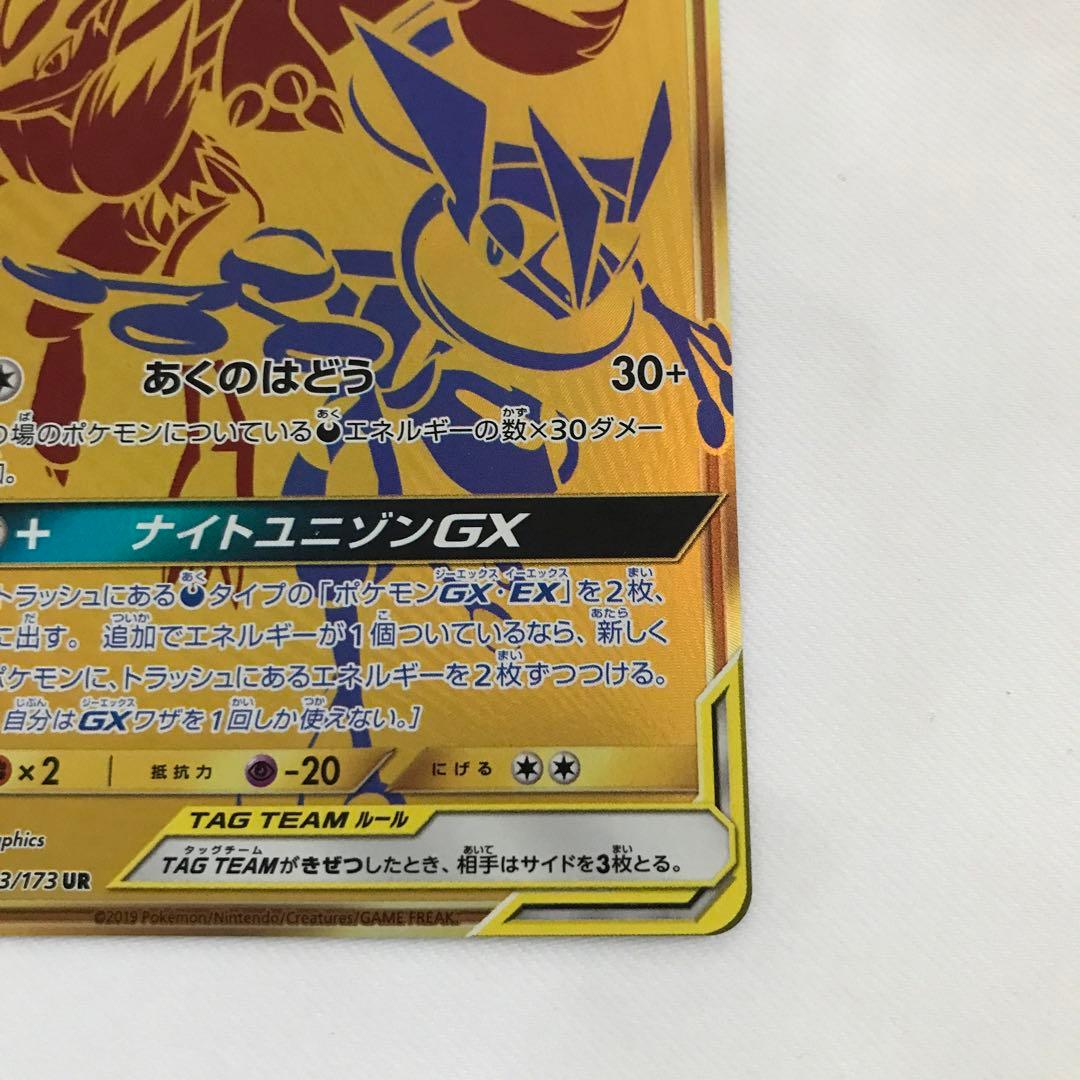 あくのはどう 30+
の場のポケモンについているエネルギーの数×30ダメー
。
+ ナイトユニゾンGX
トラッシュにあるタイプの「ポケモンGX・EX」を2枚、
に出す。追加でエネルギーが1個ついているなら、新しく
ポケモンに、トラッシュにあるエネルギーを2枚ずつつける。
自分はGXワザを1回しか使えない。]
×2 抵抗力 -20 にげる
TAG TEAM ルール
TAG TEAMがきぜつしたとき、相手はサイドを3枚とる。
phics
3/173 UR
©2019 Pokémon/Nintendo/Creatures/GAME FREAK.